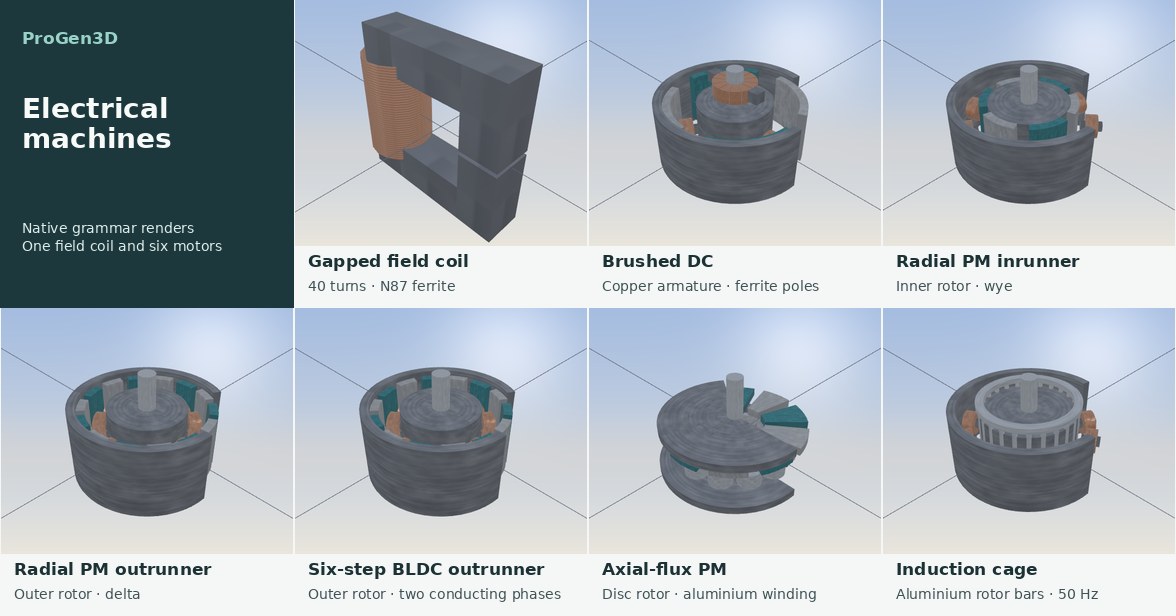 ProGen3D
Electrical
machines
Native grammar renders
One field coil and six motors
Gapped field coil
40 turns · N87 ferrite
Brushed DC
Copper armature · ferrite poles
Radial PM inrunner
Inner rotor · wye
Radial PM outrunner
Outer rotor · delta
Six-step BLDC outrunner
Outer rotor · two conducting phases
Axial-flux PM
Disc rotor · aluminium winding
Induction cage
Aluminium rotor bars · 50 Hz